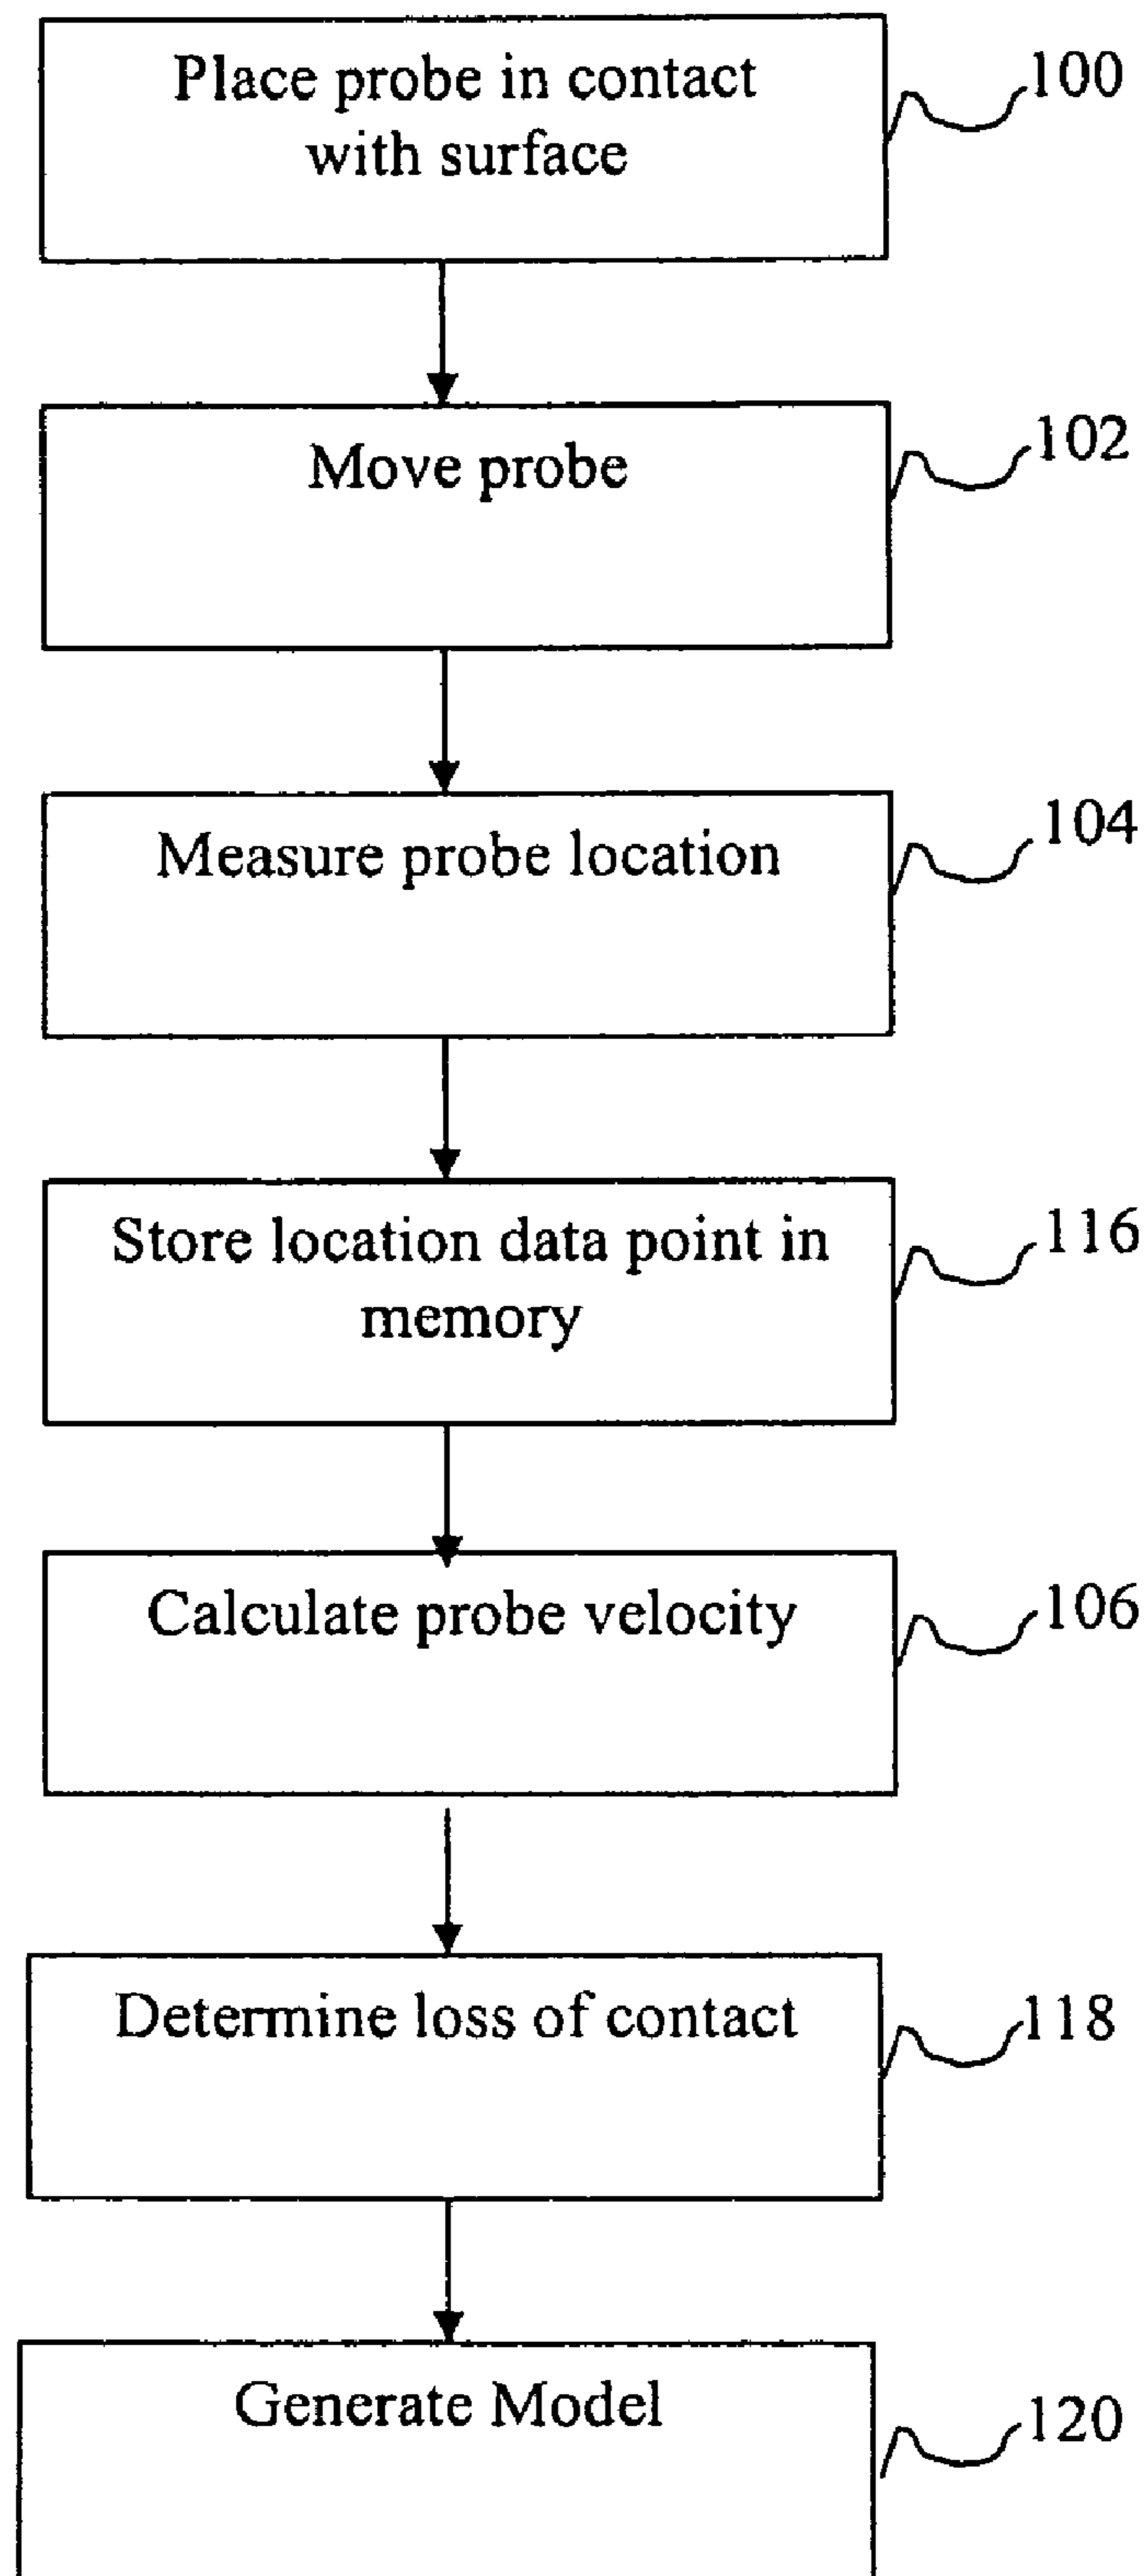 Place probe in contact
with surface
100
Move probe
102
Measure probe location
104
Store location data point in
memory
116
Calculate probe velocity
106
Determine loss of contact
118
Generate Model
120